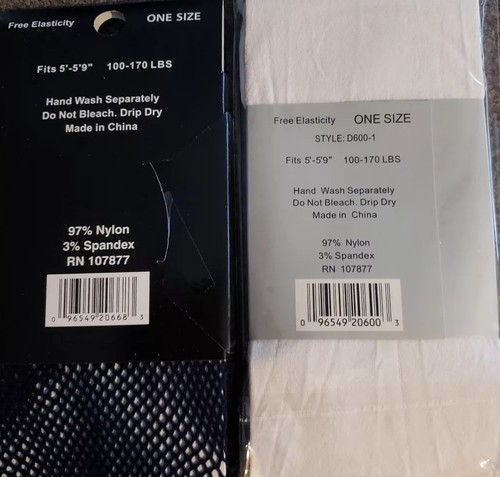 Free Elasticity ONE SIZE
Fits 5'-5'9" 100-170 LBS
Hand Wash Separately
Do Not Bleach. Drip Dry
Made in China
97% Nylon
3% Spandex
RN 107877
0 96549 20668 3
Free Elasticity ONE SIZE
STYLE: D600-1
Fits 5'-5'9" 100-170 LBS
Hand Wash Separately
Do Not Bleach. Drip Dry
Made in China
97% Nylon
3% Spandex
RN 107877
0 96549 20600 3